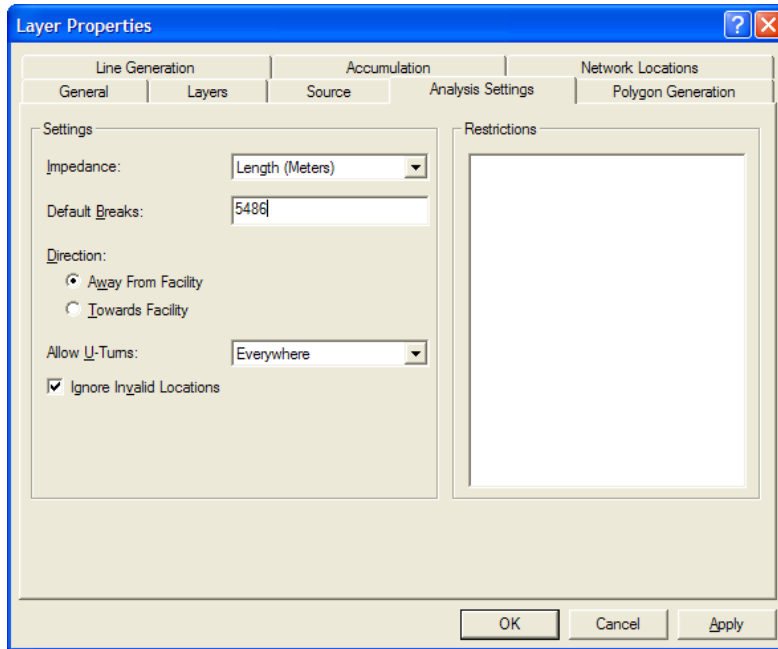 Layer Properties
Line Generation Accumulation Network Locations
General Layers Source Analysis Settings Polygon Generation
Settings
Impedance: Length (Meters)
Default Breaks: 5486
Direction:
Away From Facility
Towards Facility
Allow U-Turns: Everywhere
Ignore Invalid Locations
Restrictions
OK Cancel Apply